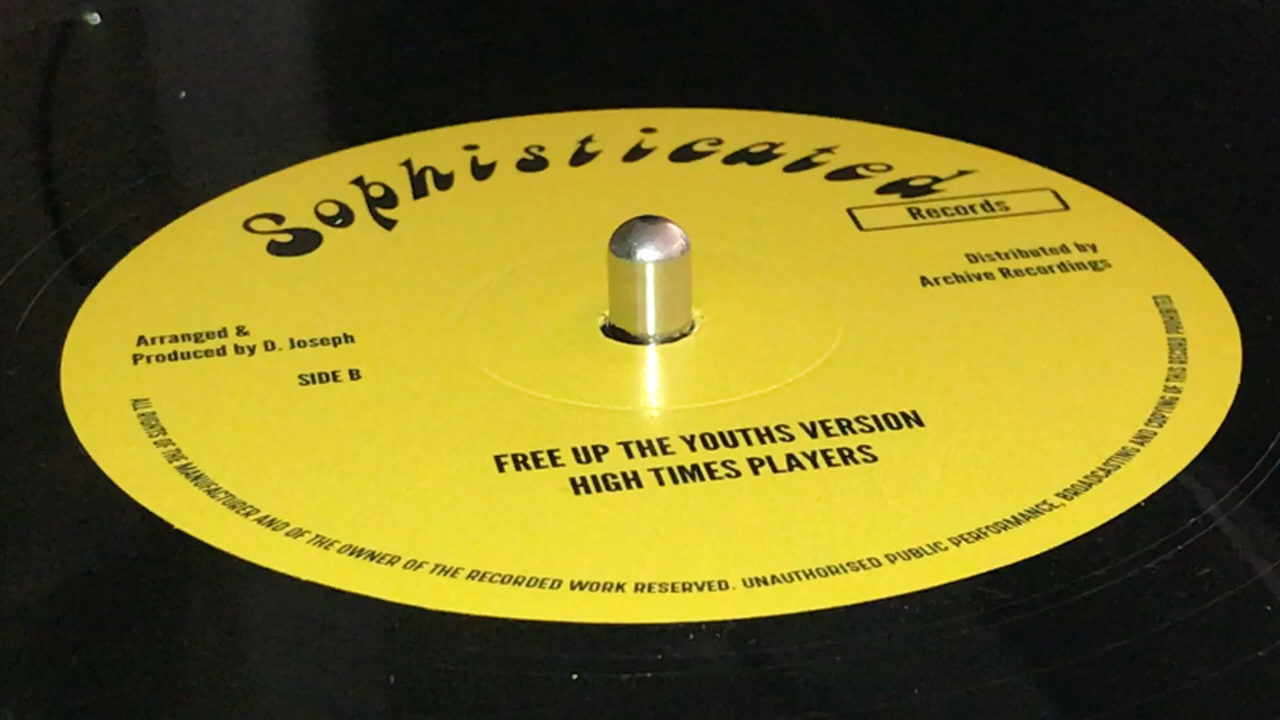 Sophisticated
Records
Distributed by
Archive Recordings
Arranged &
Produced by D. Joseph
SIDE B
FREE UP THE YOUTHS VERSION
HIGH TIMES PLAYERS
ALL RIGHTS OF THE MANUFACTURER AND OF THE OWNER OF THE RECORDED WORK RESERVED. UNAUTHORISED PUBLIC PERFORMANCE, BROADCASTING AND COPYING OF THIS RECORD PROHIBITED